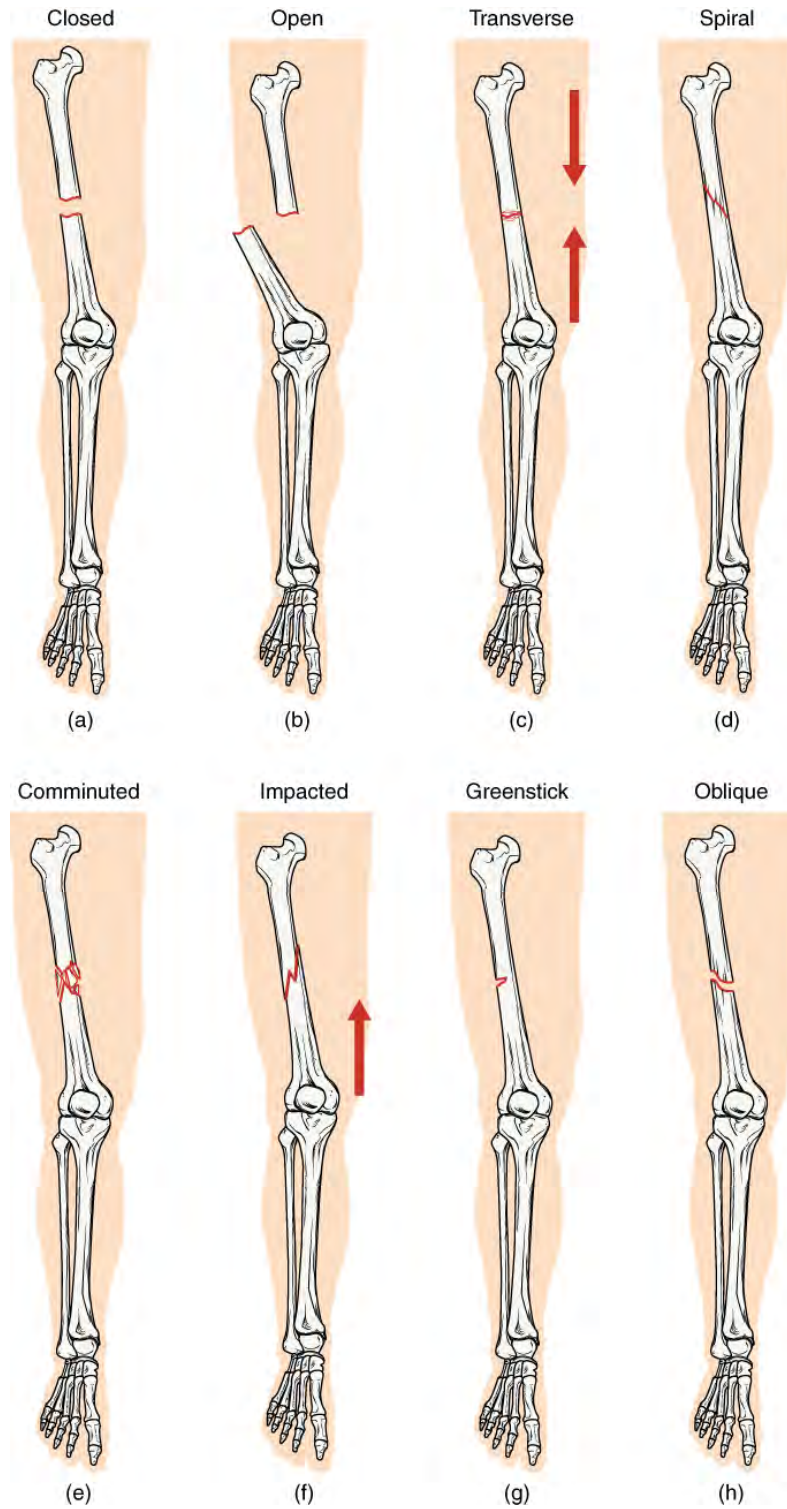 Closed
Open
Transverse
Spiral
(a)
(b)
(c)
(d)
Comminuted
Impacted
Greenstick
Oblique
(e)
(f)
(g)
(h)